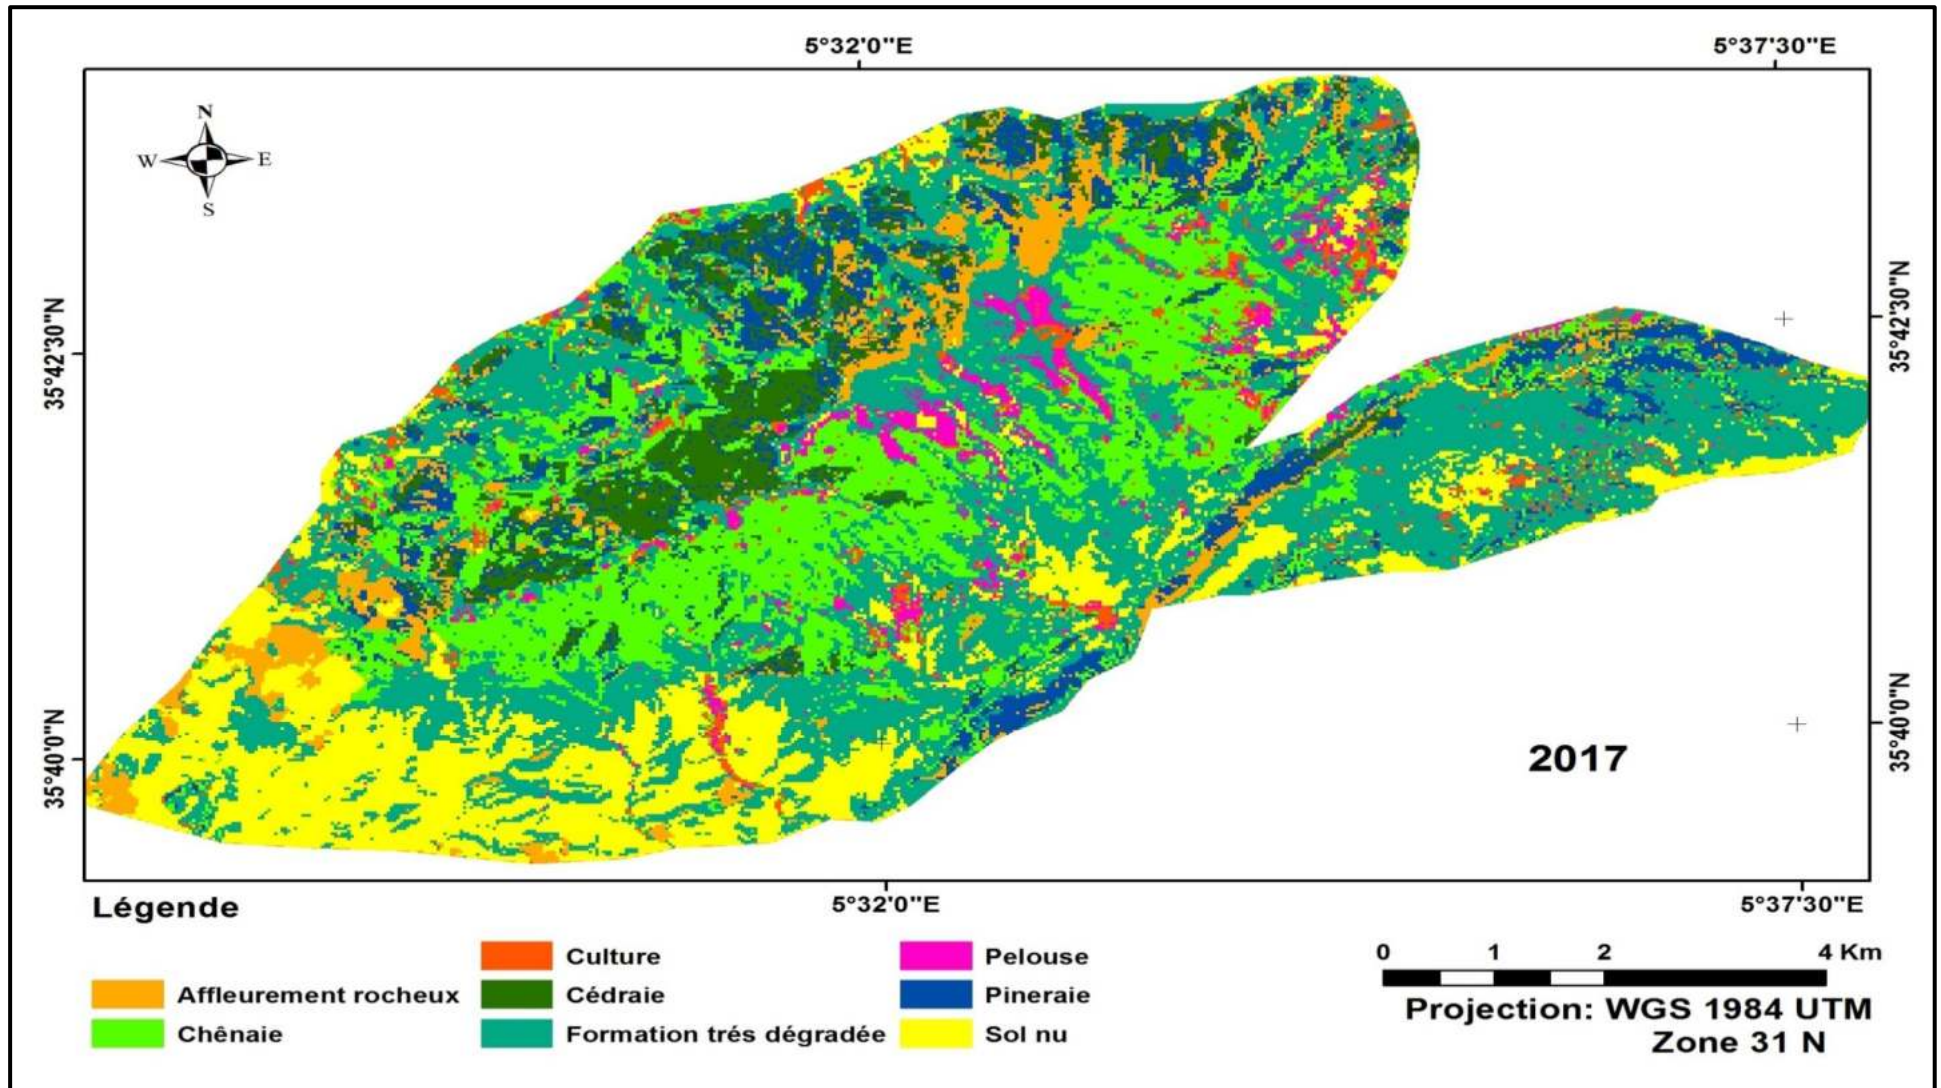 5°32'0"E
5°37'30"E
N
W
E
S
35°42'30"N
35°42'30"N
35°40'0"N
35°40'0"N
2017
5°32'0"E
5°37'30"E
Légende
Affleurement rocheux
Chênaie
Culture
Cédraie
Formation trés dégradée
Pelouse
Pineraie
Sol nu
0 1 2 4 Km
Projection: WGS 1984 UTM
Zone 31 N